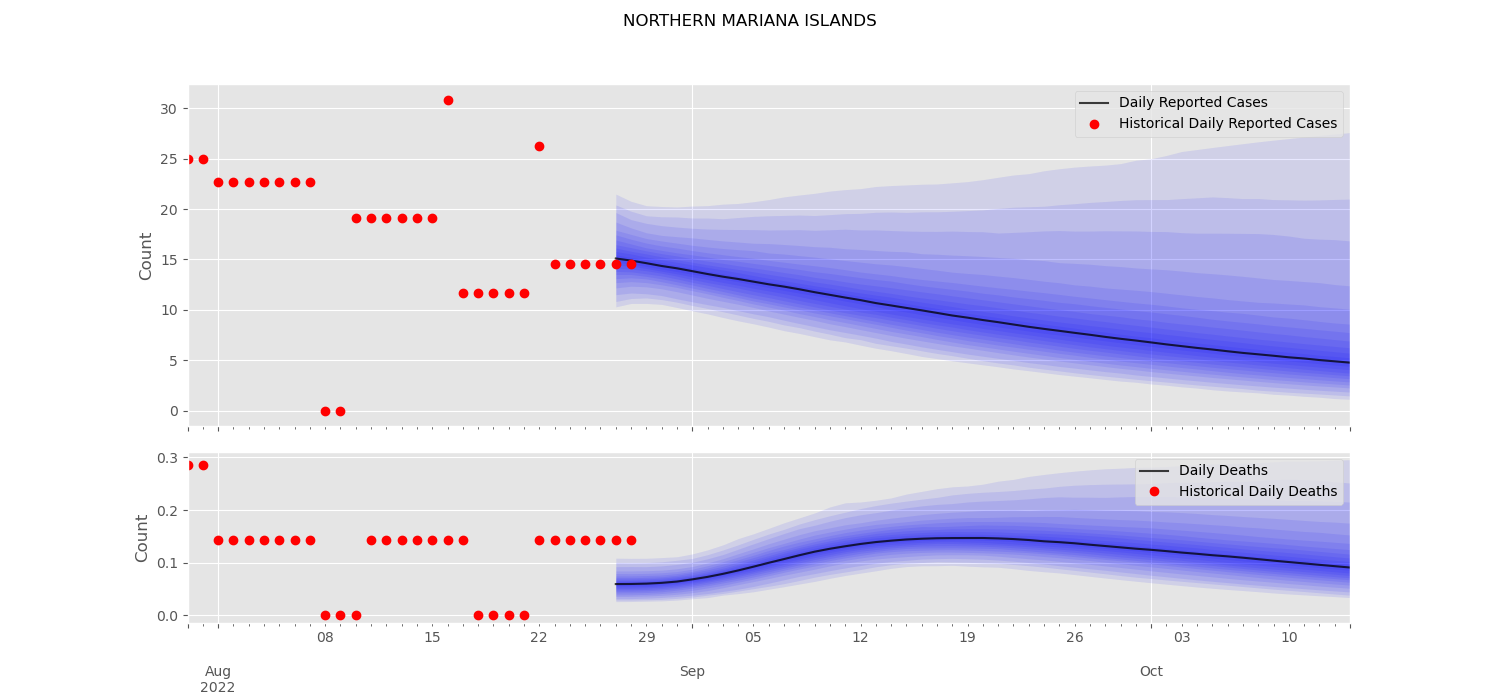 NORTHERN MARIANA ISLANDS
Daily Reported Cases
Historical Daily Reported Cases
Count
30
25
20
15
10
5
0
Daily Deaths
Historical Daily Deaths
Count
0.3
0.2
0.1
0.0
08 15 22 29 05 12 19 26 03 10
Aug Sep Oct
2022